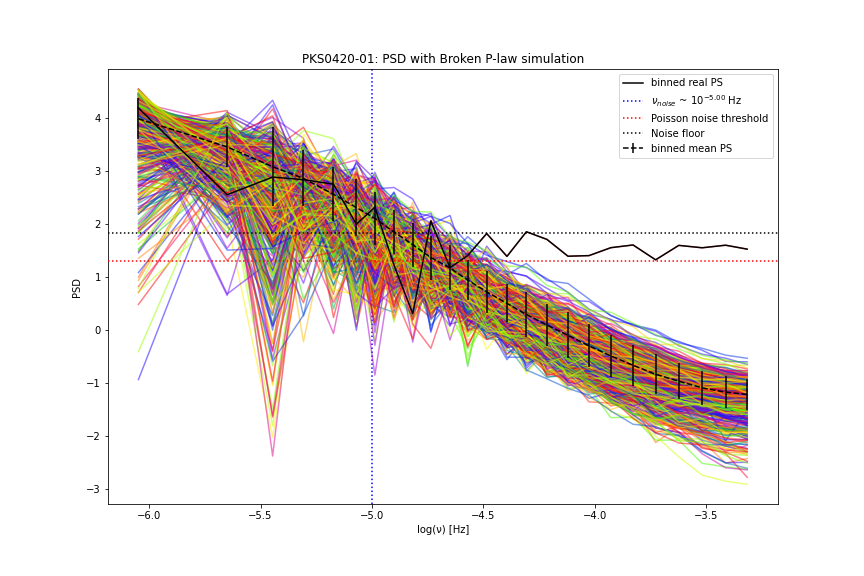 PKS0420-01: PSD with Broken P-law simulation
binned real PS
ν_noise ~ 10^−5.00 Hz
Poisson noise threshold
Noise floor
binned mean PS
PSD
4
3
2
1
0
−1
−2
−3
−6.0 −5.5 −5.0 −4.5 −4.0 −3.5
log(ν) [Hz]